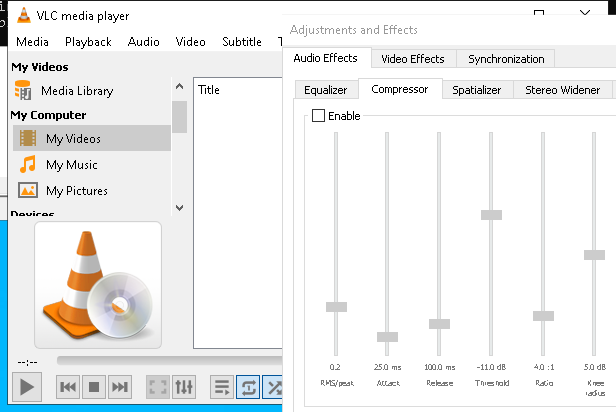 VLC media player
Media Playback Audio Video Subtitle
My Videos
Media Library
My Computer
My Videos
My Music
My Pictures
Devices
Title
--:--
Adjustments and Effects
Audio Effects Video Effects Synchronization
Equalizer Compressor Spatializer Stereo Widener
Enable
0.2 25.0 ms 100.0 ms -11.0 dB 4.0 :1 5.0 dB
RMS/peak Attack Release Threshold Ratio Knee
radius